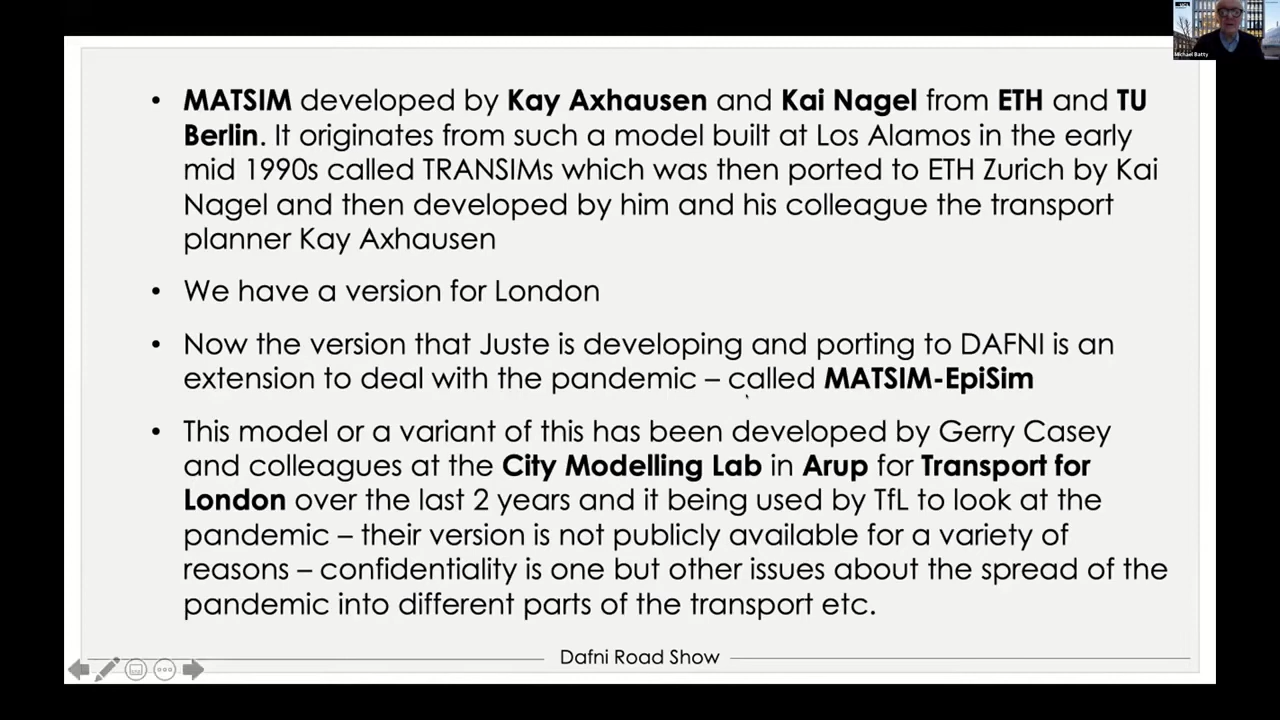 UCL
Michael Batty
• MATSIM developed by Kay Axhausen and Kai Nagel from ETH and TU
Berlin. It originates from such a model built at Los Alamos in the early
mid 1990s called TRANSIMs which was then ported to ETH Zurich by Kai
Nagel and then developed by him and his colleague the transport
planner Kay Axhausen
• We have a version for London
• Now the version that Juste is developing and porting to DAFNI is an
extension to deal with the pandemic – called MATSIM-EpiSim
• This model or a variant of this has been developed by Gerry Casey
and colleagues at the City Modelling Lab in Arup for Transport for
London over the last 2 years and it being used by TfL to look at the
pandemic – their version is not publicly available for a variety of
reasons – confidentiality is one but other issues about the spread of the
pandemic into different parts of the transport etc.
Dafni Road Show